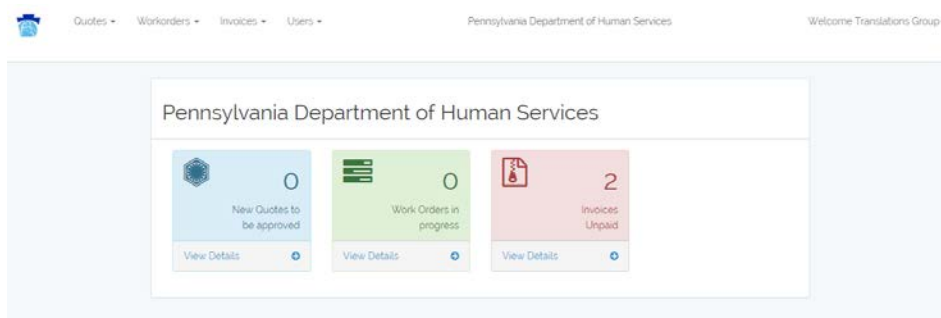 Quotes Workorders Invoices Users Pennsylvania Department of Human Services Welcome Translations Group
Pennsylvania Department of Human Services
0
New Quotes to
be approved
View Details
0
Work Orders in
progress
View Details
2
Invoices
Unpaid
View Details